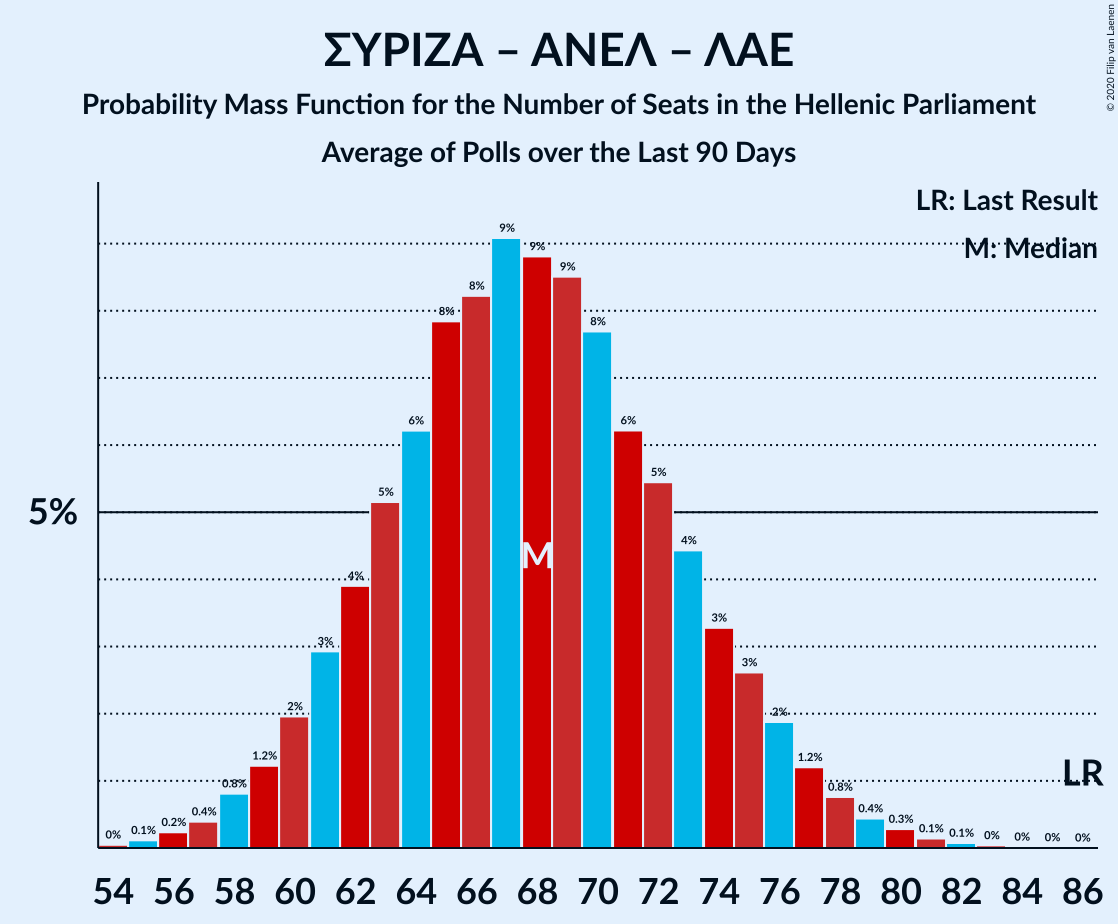 ΣΥΡΙΖΑ – ΑΝΕΛ – ΛΑΕ
Probability Mass Function for the Number of Seats in the Hellenic Parliament
Average of Polls over the Last 90 Days
© 2020 Filip van Laenen
LR: Last Result
M: Median
5%
0% 0.1% 0.2% 0.4% 0.8% 1.2% 2% 3% 4% 5% 6% 8% 8% 9% 9% 9% 8% 6% 5% 4% 3% 3% 2% 1.2% 0.8% 0.4% 0.3% 0.1% 0.1% 0% 0% 0% 0%
M
LR
54 56 58 60 62 64 66 68 70 72 74 76 78 80 82 84 86